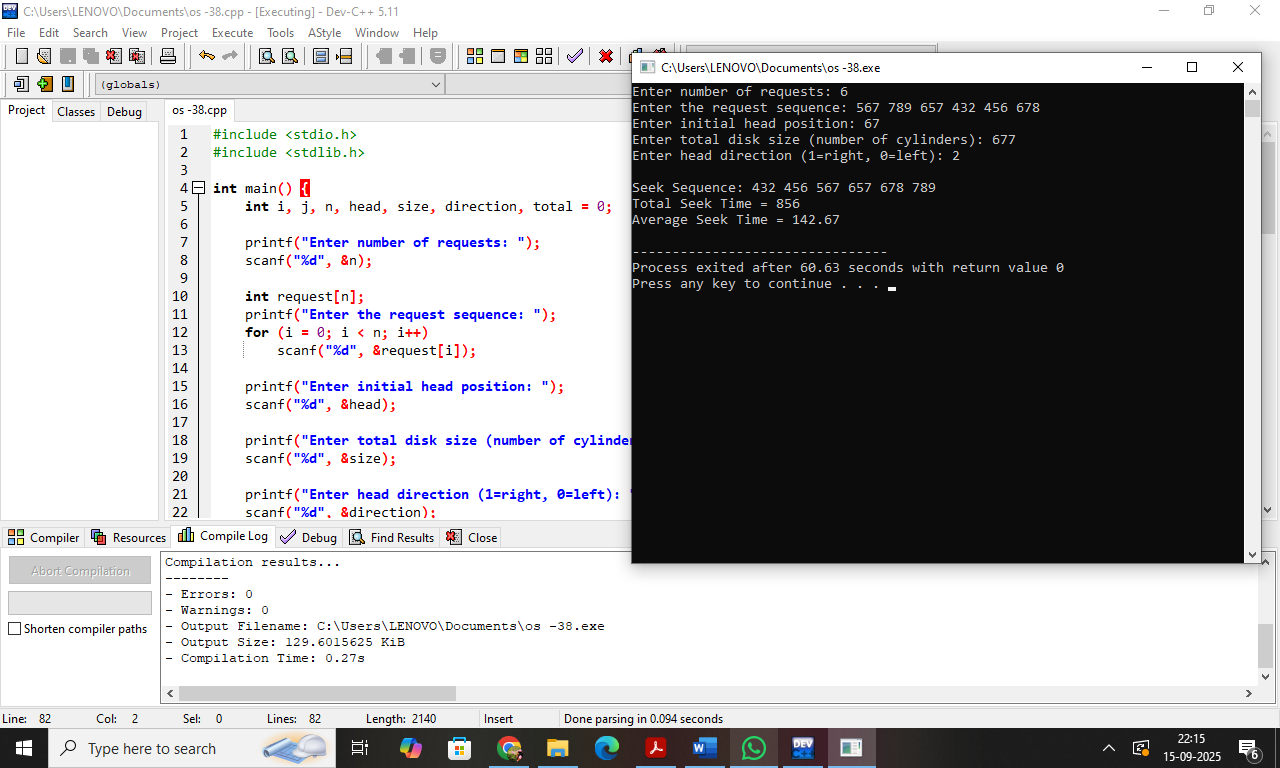 C:\Users\LENOVO\Documents\os -38.cpp - [Executing] - Dev-C++ 5.11
File Edit Search View Project Execute Tools AStyle Window Help
(globals)
Project Classes Debug
os -38.cpp
1 #include <stdio.h>
2 #include <stdlib.h>
3
4 int main() {
5 int i, j, n, head, size, direction, total = 0;
6
7 printf("Enter number of requests: ");
8 scanf("%d", &n);
9
10 int request[n];
11 printf("Enter the request sequence: ");
12 for (i = 0; i < n; i++)
13 scanf("%d", &request[i]);
14
15 printf("Enter initial head position: ");
16 scanf("%d", &head);
17
18 printf("Enter total disk size (number of cylinder
19 scanf("%d", &size);
20
21 printf("Enter head direction (1=right, 0=left): "
22 scanf("%d", &direction);
C:\Users\LENOVO\Documents\os -38.exe
Enter number of requests: 6
Enter the request sequence: 567 789 657 432 456 678
Enter initial head position: 67
Enter total disk size (number of cylinders): 677
Enter head direction (1=right, 0=left): 2
Seek Sequence: 432 456 567 657 678 789
Total Seek Time = 856
Average Seek Time = 142.67
--------------------------------
Process exited after 60.63 seconds with return value 0
Press any key to continue . . .
Compiler Resources Compile Log Debug Find Results Close
Abort Compilation
Shorten compiler paths
Compilation results...
--------
- Errors: 0
- Warnings: 0
- Output Filename: C:\Users\LENOVO\Documents\os -38.exe
- Output Size: 129.6015625 KiB
- Compilation Time: 0.27s
Line: 82 Col: 2 Sel: 0 Lines: 82 Length: 2140 Insert Done parsing in 0.094 seconds
Type here to search
DEV
22:15
15-09-2025
6